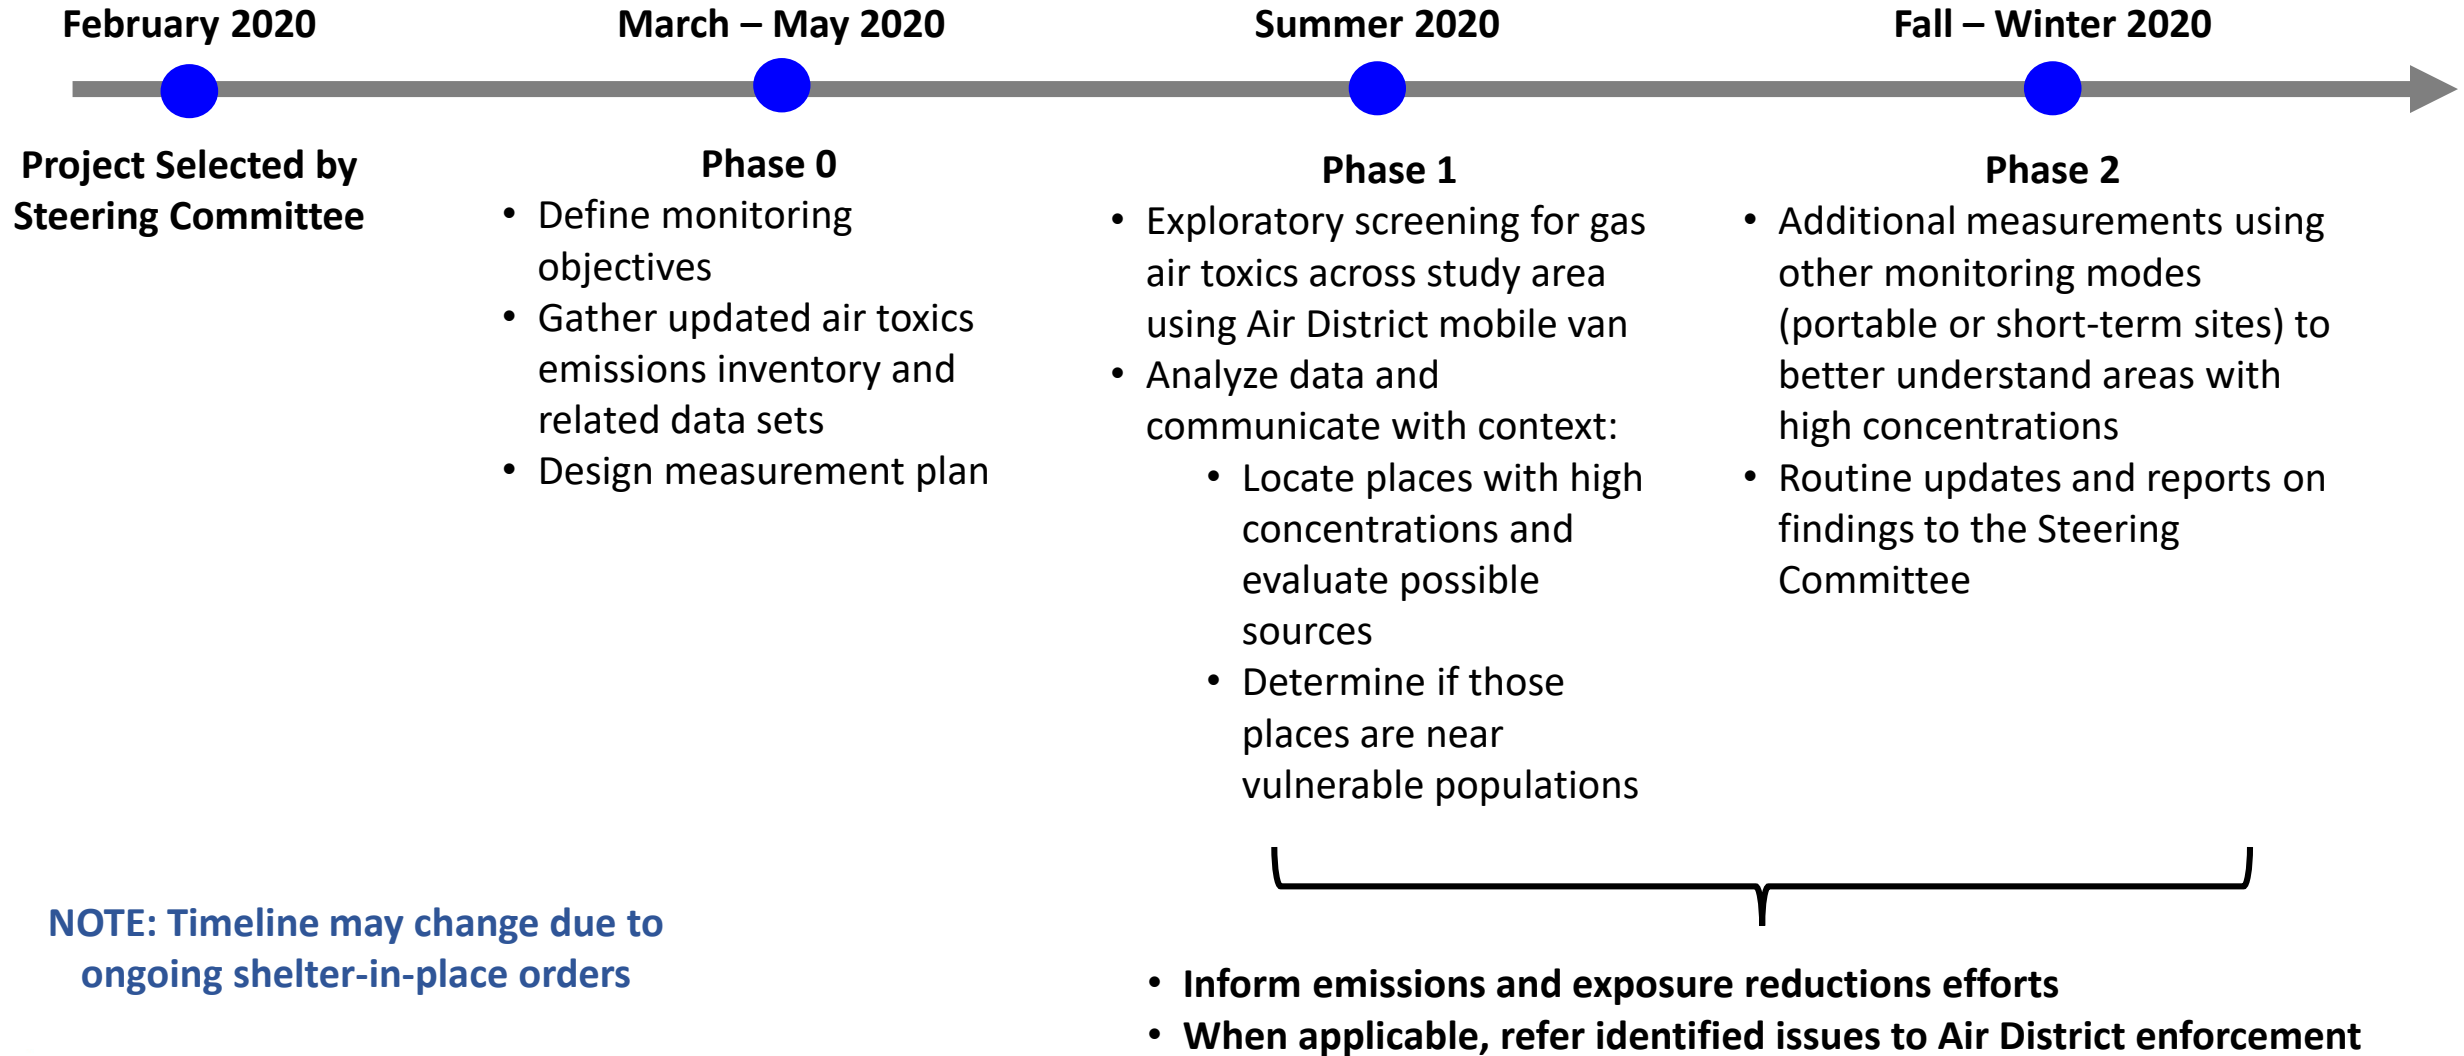 February 2020
March – May 2020
Summer 2020
Fall – Winter 2020
Project Selected by
Steering Committee
Phase 0
• Define monitoring
objectives
• Gather updated air toxics
emissions inventory and
related data sets
• Design measurement plan
Phase 1
• Exploratory screening for gas
air toxics across study area
using Air District mobile van
• Analyze data and
communicate with context:
• Locate places with high
concentrations and
evaluate possible
sources
• Determine if those
places are near
vulnerable populations
Phase 2
• Additional measurements using
other monitoring modes
(portable or short-term sites) to
better understand areas with
high concentrations
• Routine updates and reports on
findings to the Steering
Committee
NOTE: Timeline may change due to
ongoing shelter-in-place orders
• Inform emissions and exposure reductions efforts
• When applicable, refer identified issues to Air District enforcement